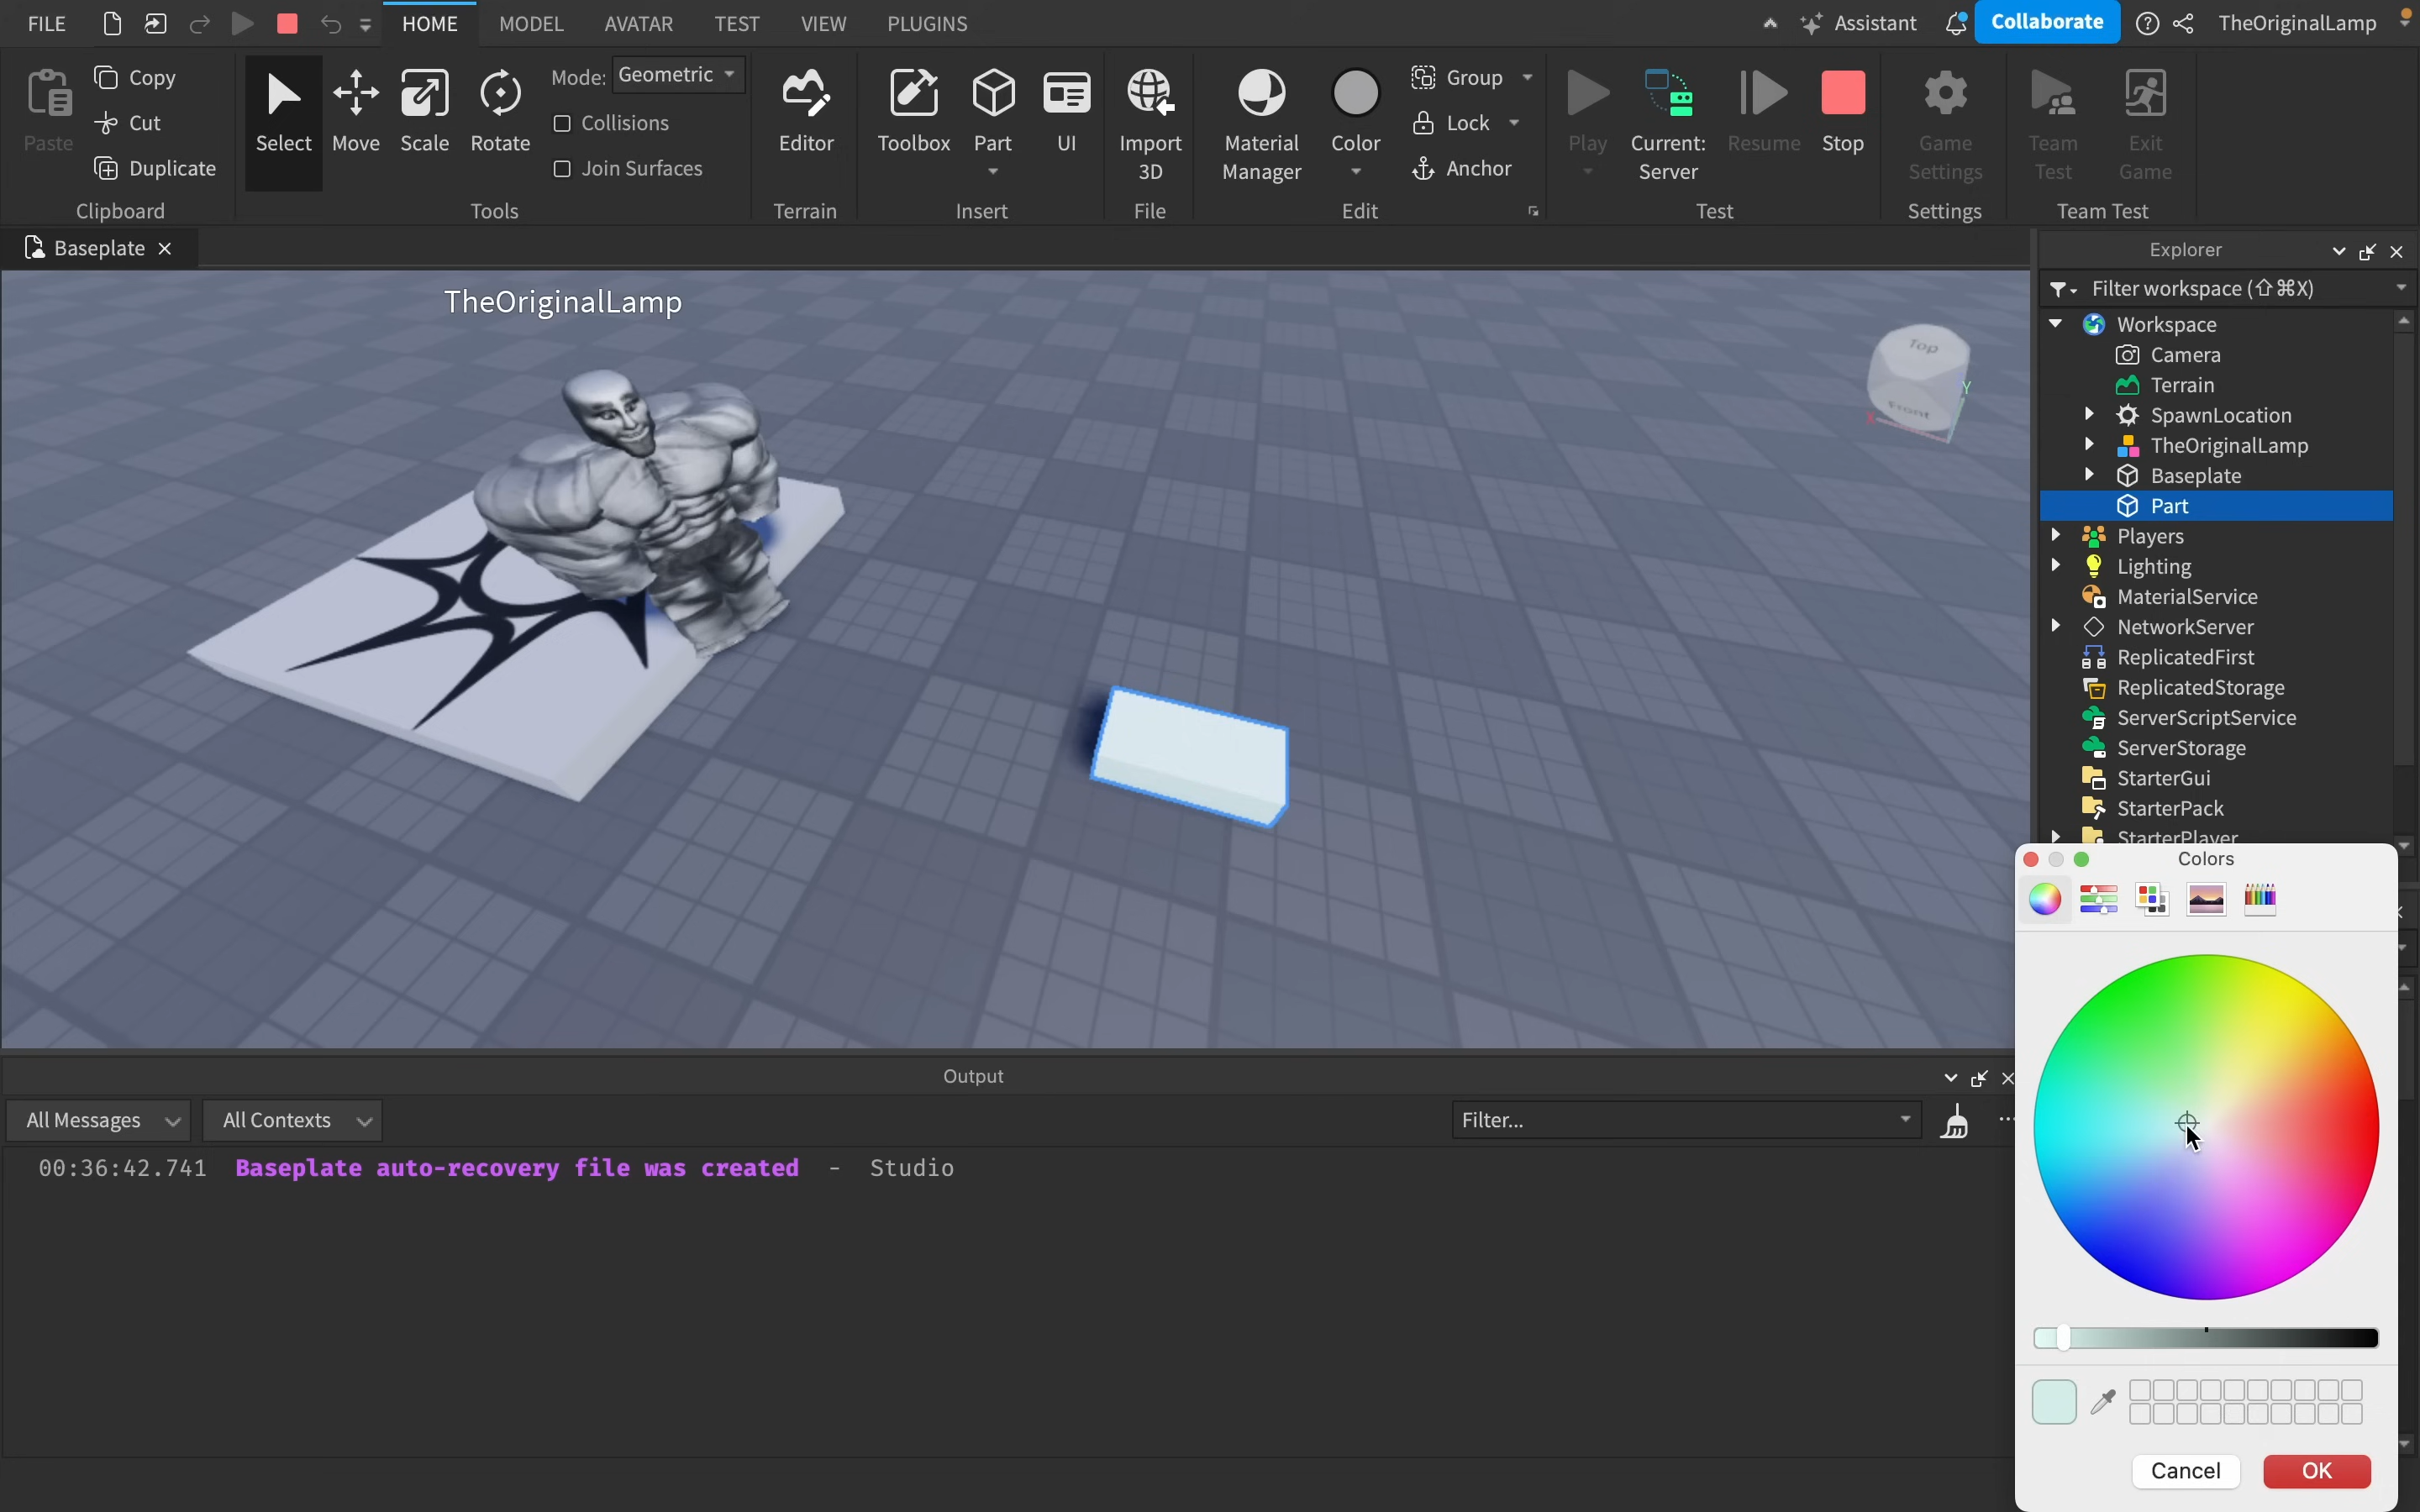 FILE HOME MODEL AVATAR TEST VIEW PLUGINS Assistant Collaborate TheOriginalLamp
Paste
Copy
Cut
Duplicate
Clipboard
Select Move Scale Rotate
Mode: Geometric
Collisions
Join Surfaces
Tools
Editor
Terrain
Toolbox Part UI
Insert
Import
3D
File
Material
Manager
Color
Group
Lock
Anchor
Edit
Play
Current:
Server
Resume Stop
Test
Game
Settings
Settings
Team
Test
Exit
Game
Team Test
Baseplate
TheOriginalLamp
Top
Front
X
Y
Explorer
Filter workspace (⇧⌘X)
Workspace
Camera
Terrain
SpawnLocation
TheOriginalLamp
Baseplate
Part
Players
Lighting
MaterialService
NetworkServer
ReplicatedFirst
ReplicatedStorage
ServerScriptService
ServerStorage
StarterGui
StarterPack
StarterPlayer
Output
All Messages All Contexts Filter...
00:36:42.741 Baseplate auto-recovery file was created - Studio
Colors
Cancel OK